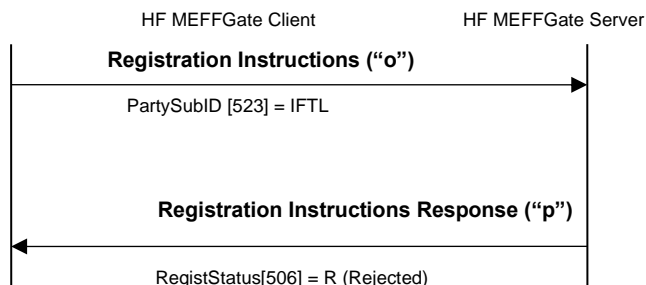 HF MEFFGate Client
HF MEFFGate Server
Registration Instructions (“o”)
PartySubID [523] = IFTL
Registration Instructions Response (“p”)
RegistStatus[506] = R (Rejected)